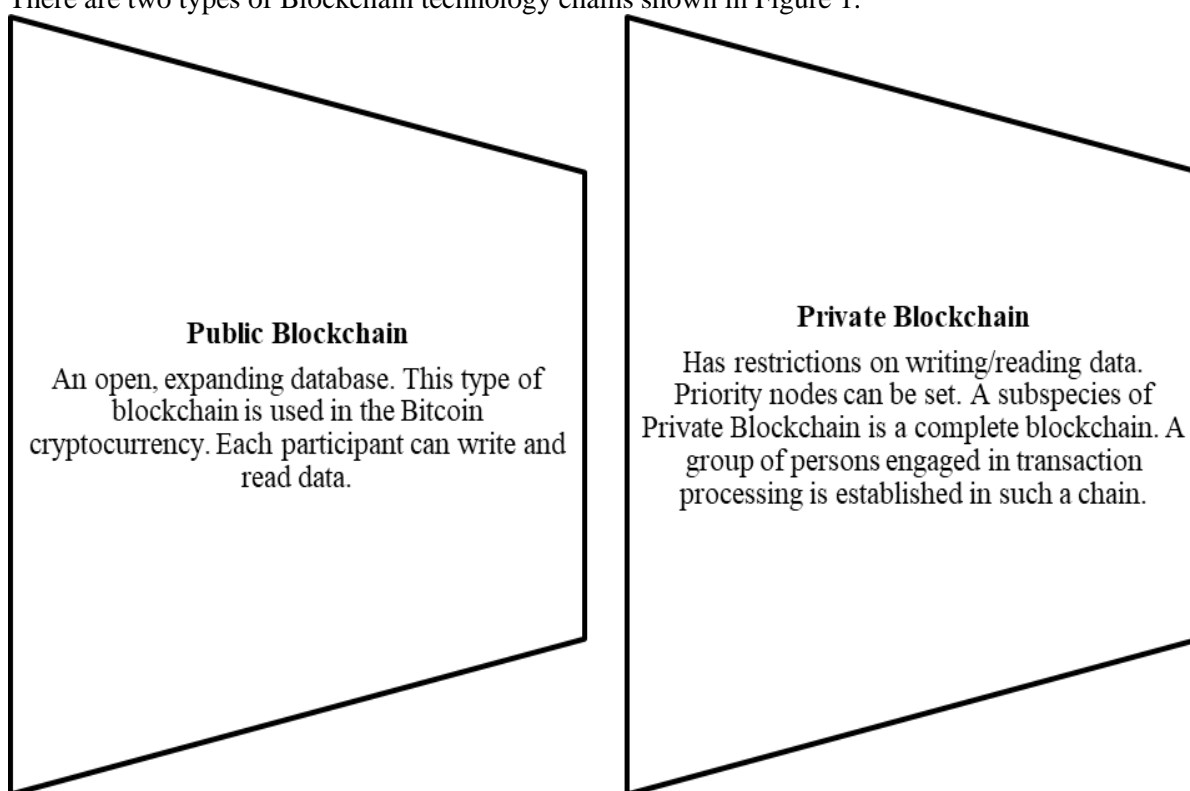 There are two types of Blockchain technology chains shown in Figure 1.
Public Blockchain
An open, expanding database. This type of
blockchain is used in the Bitcoin
cryptocurrency. Each participant can write and
read data.
Private Blockchain
Has restrictions on writing/reading data.
Priority nodes can be set. A subspecies of
Private Blockchain is a complete blockchain. A
group of persons engaged in transaction
processing is established in such a chain.